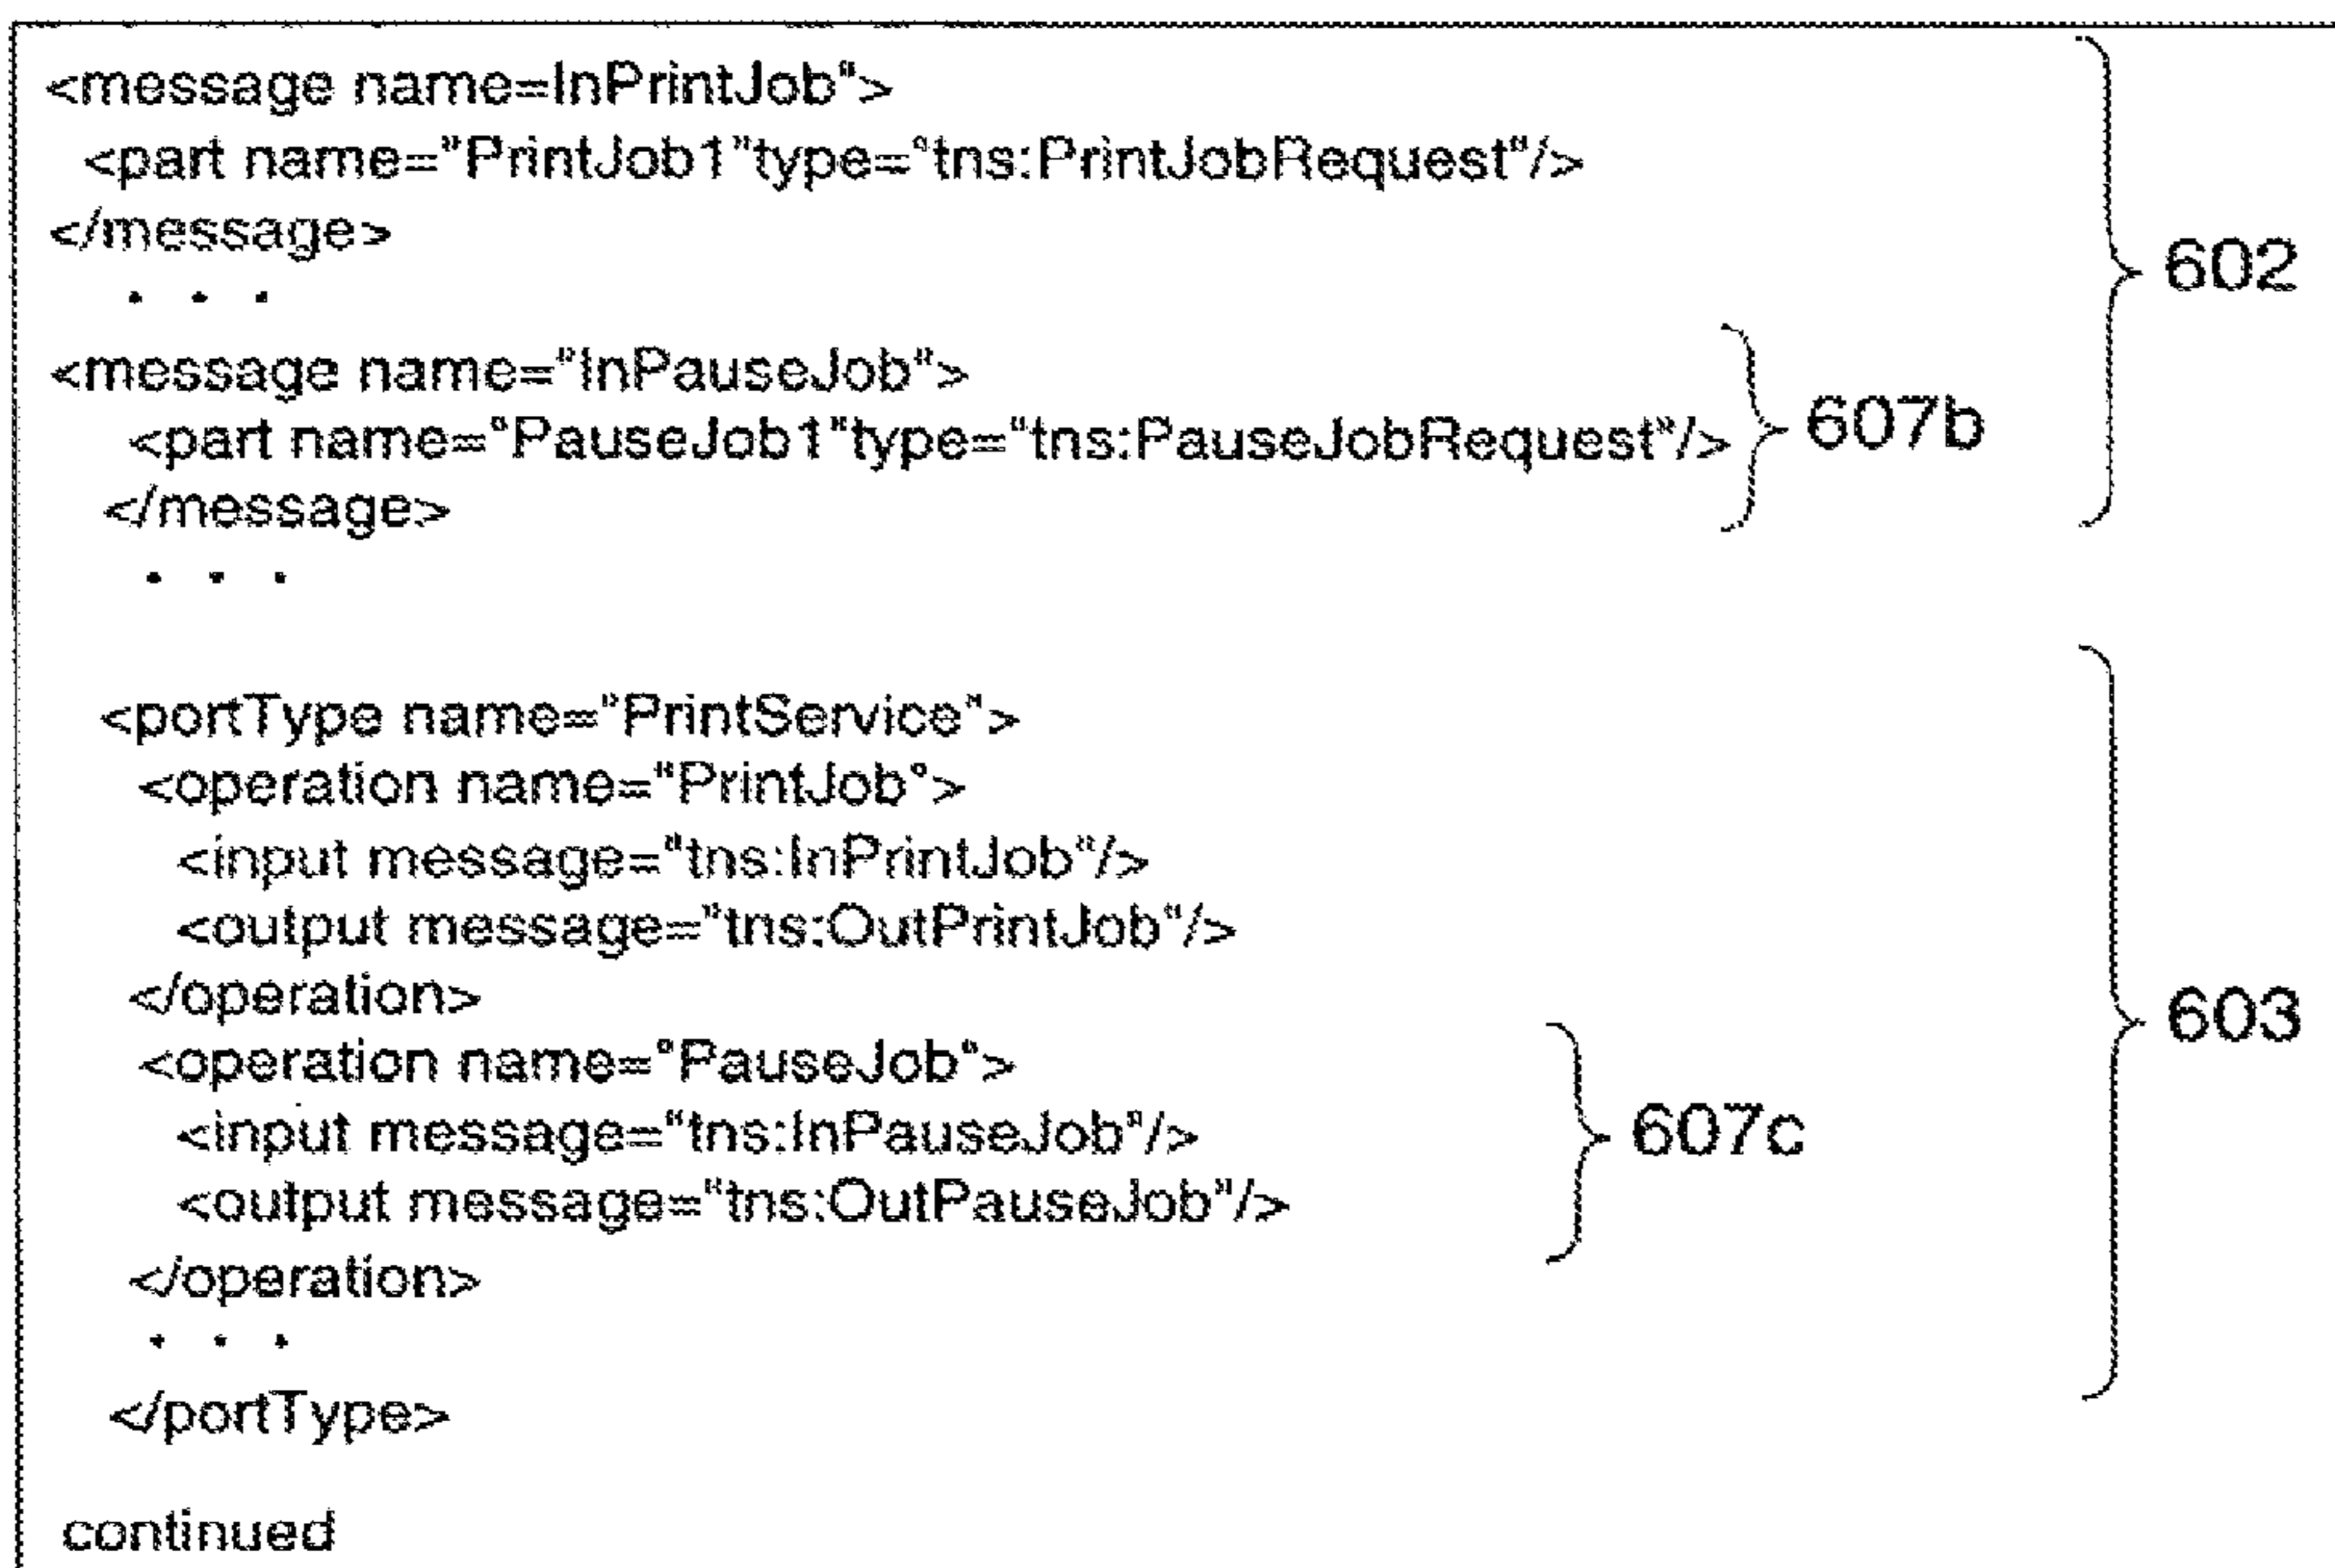 <message name=InPrintJob">
<part name="PrintJob1"type="tns:PrintJobRequest"/>
</message>
. . .
602
<message name="InPauseJob">
<part name="PauseJob1"type="tns:PauseJobRequest"/>
607b
</message>
. . .
<portType name="PrintService">
<operation name="PrintJob">
<input message="tns:InPrintJob"/>
<output message="tns:OutPrintJob"/>
</operation>
603
<operation name="PauseJob">
<input message="tns:InPauseJob"/>
607c
<output message="tns:OutPauseJob"/>
</operation>
. . .
</portType>
continued